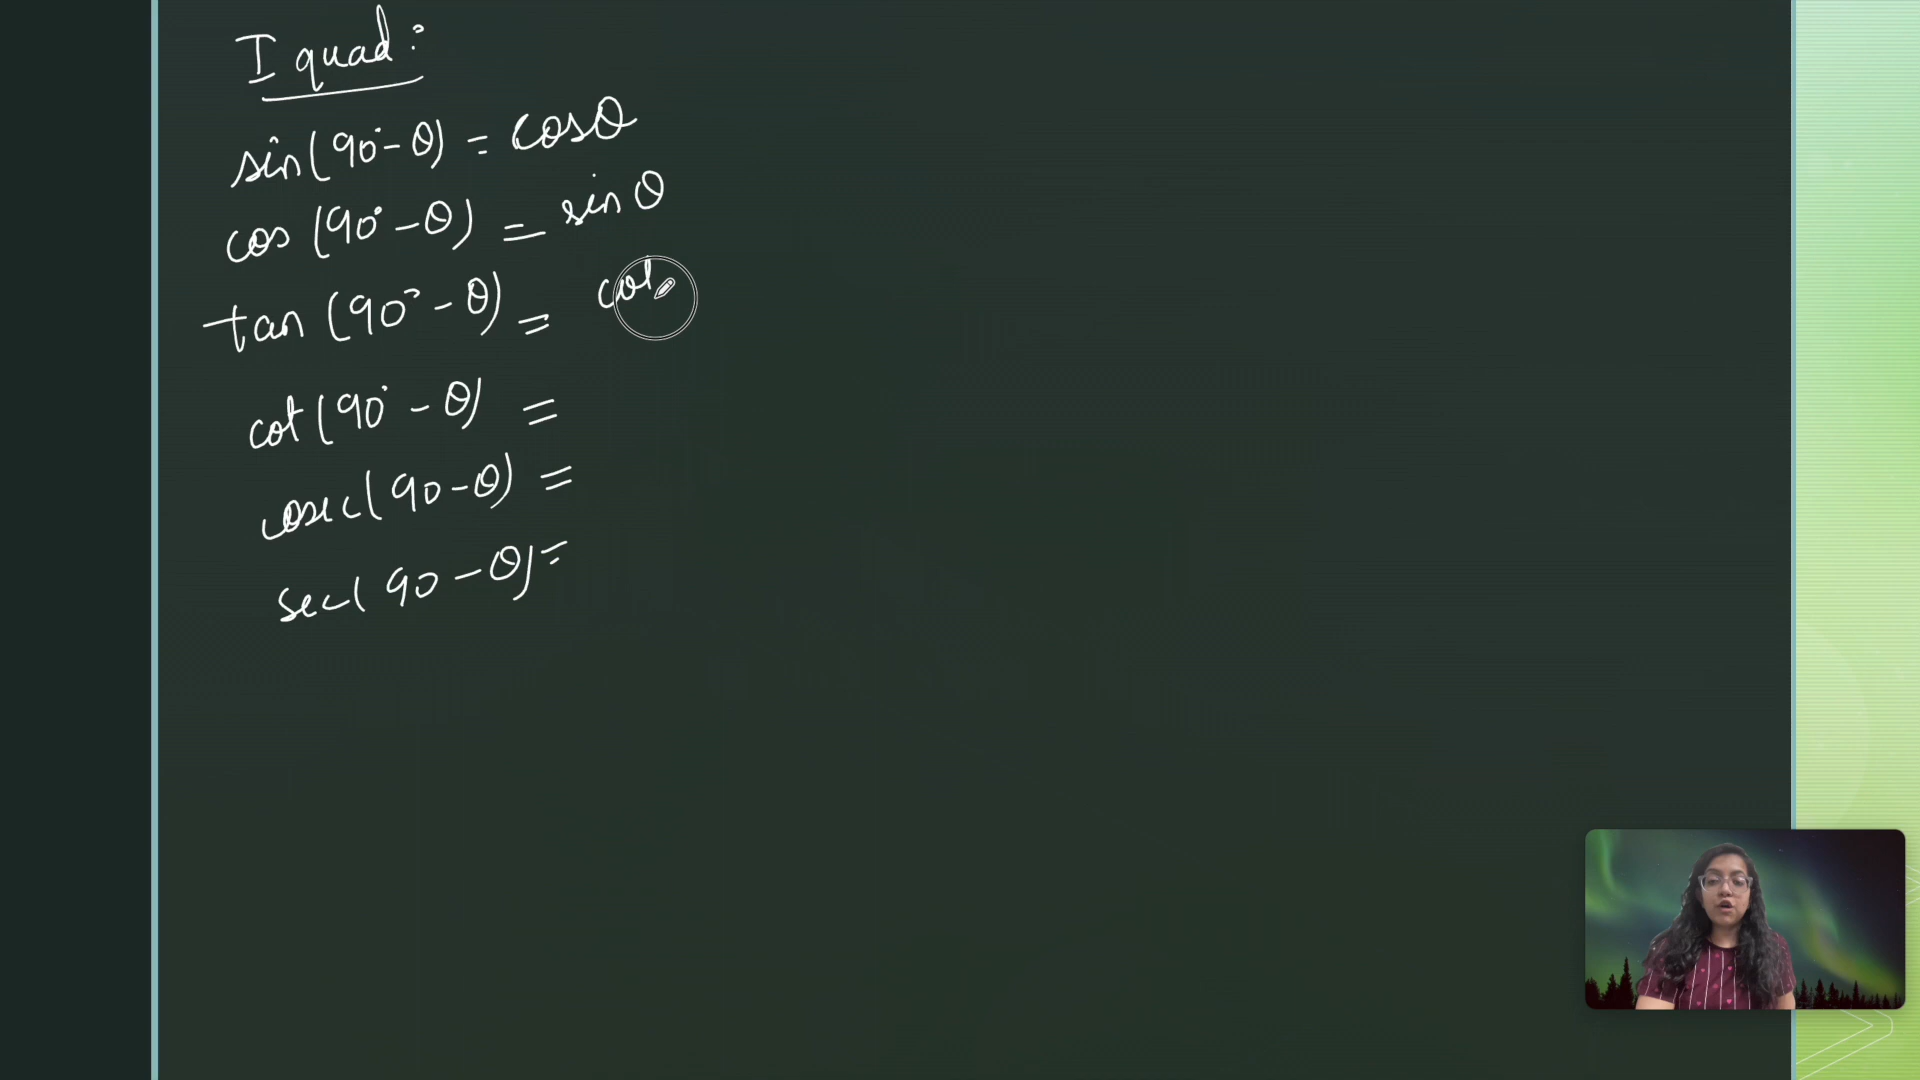 I quad:
sin(90°-θ) = cosθ
cos(90°-θ) = sinθ
tan(90°-θ) = cot
cot(90°-θ) =
cosec(90-θ) =
sec(90-θ) =